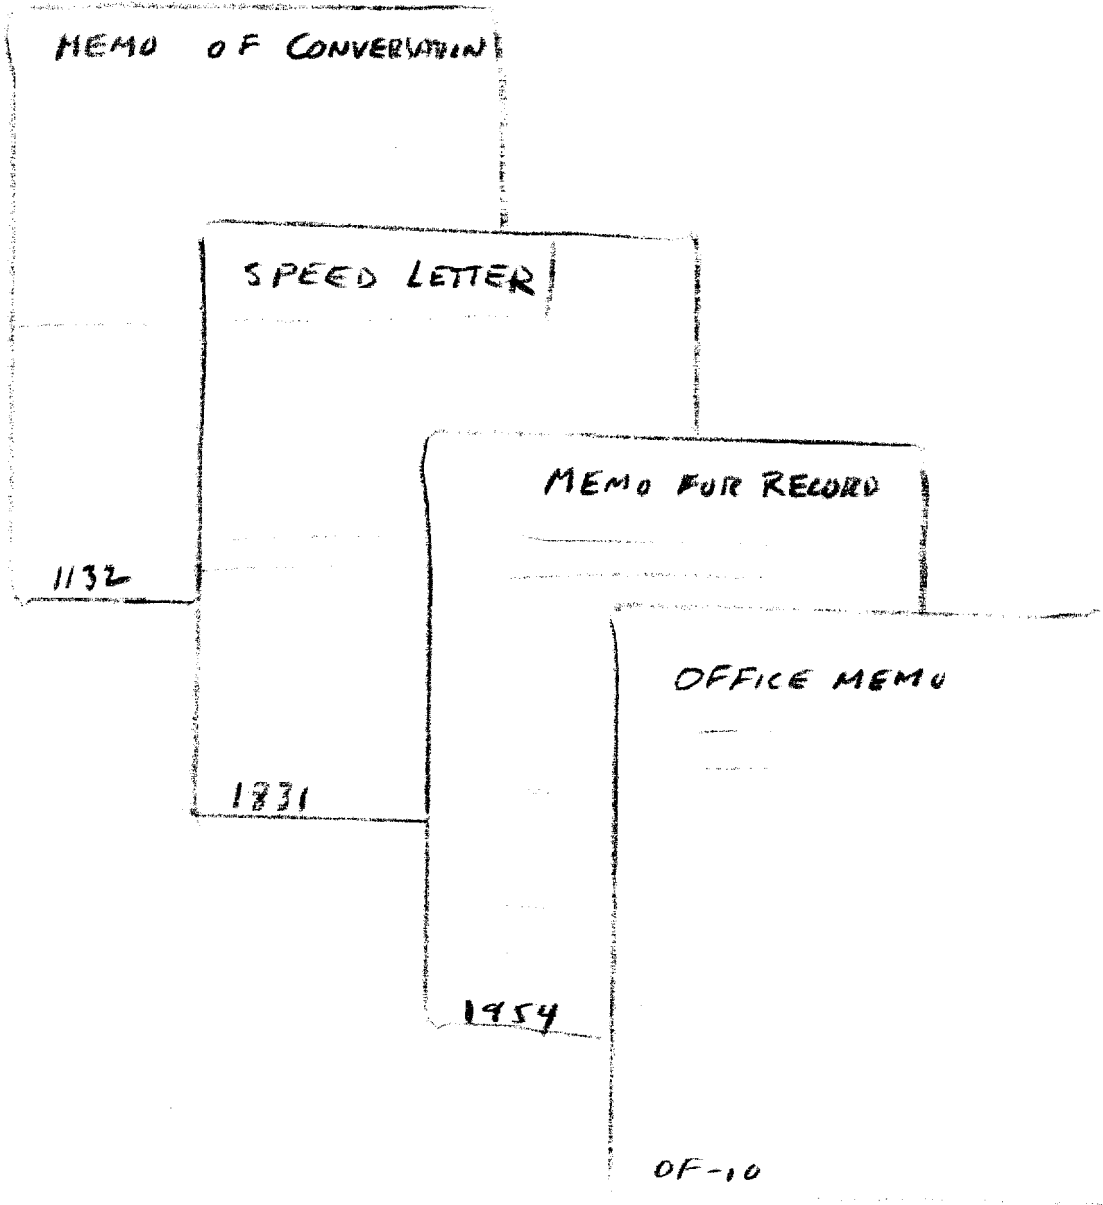 MEMO OF CONVERSATION
SPEED LETTER
MEMO FOR RECORD
1132
OFFICE MEMO
1831
1954
OF-10